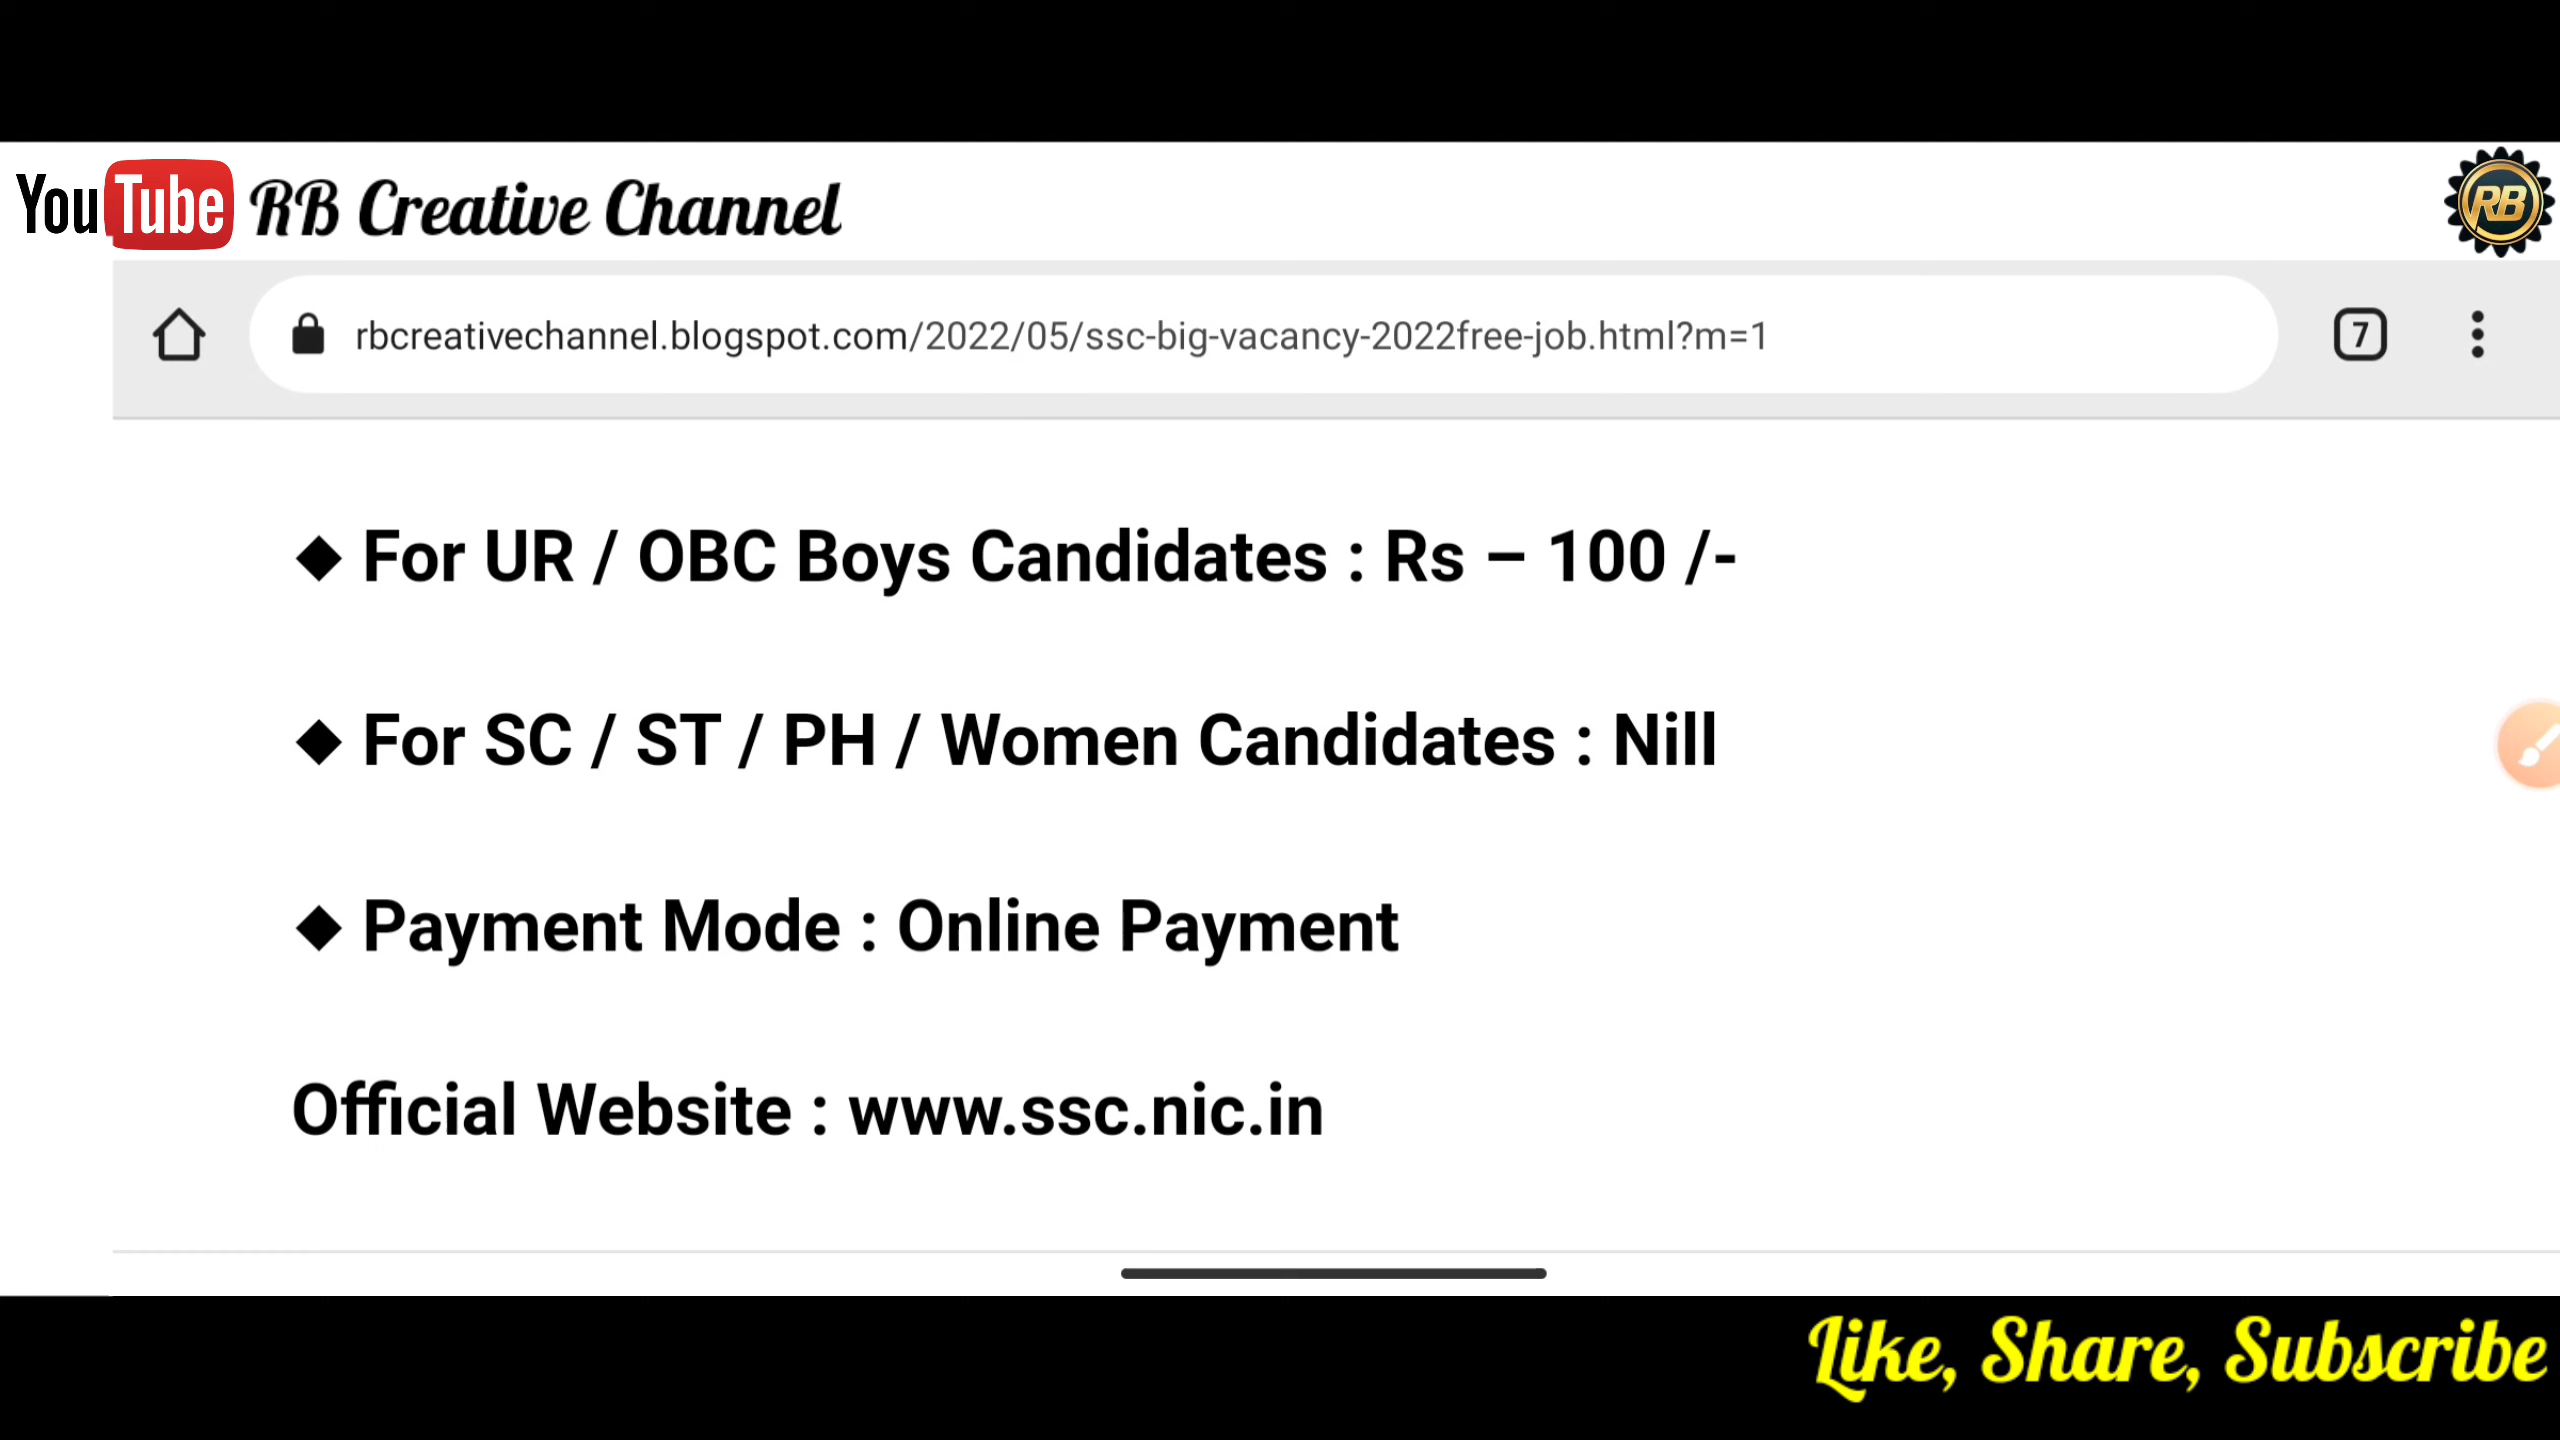 YouTube RB Creative Channel
RB
rbcreativechannel.blogspot.com/2022/05/ssc-big-vacancy-2022free-job.html?m=1
7
◆ For UR / OBC Boys Candidates : Rs – 100 /-
◆ For SC / ST / PH / Women Candidates : Nill
◆ Payment Mode : Online Payment
Official Website : www.ssc.nic.in
Like, Share, Subscribe